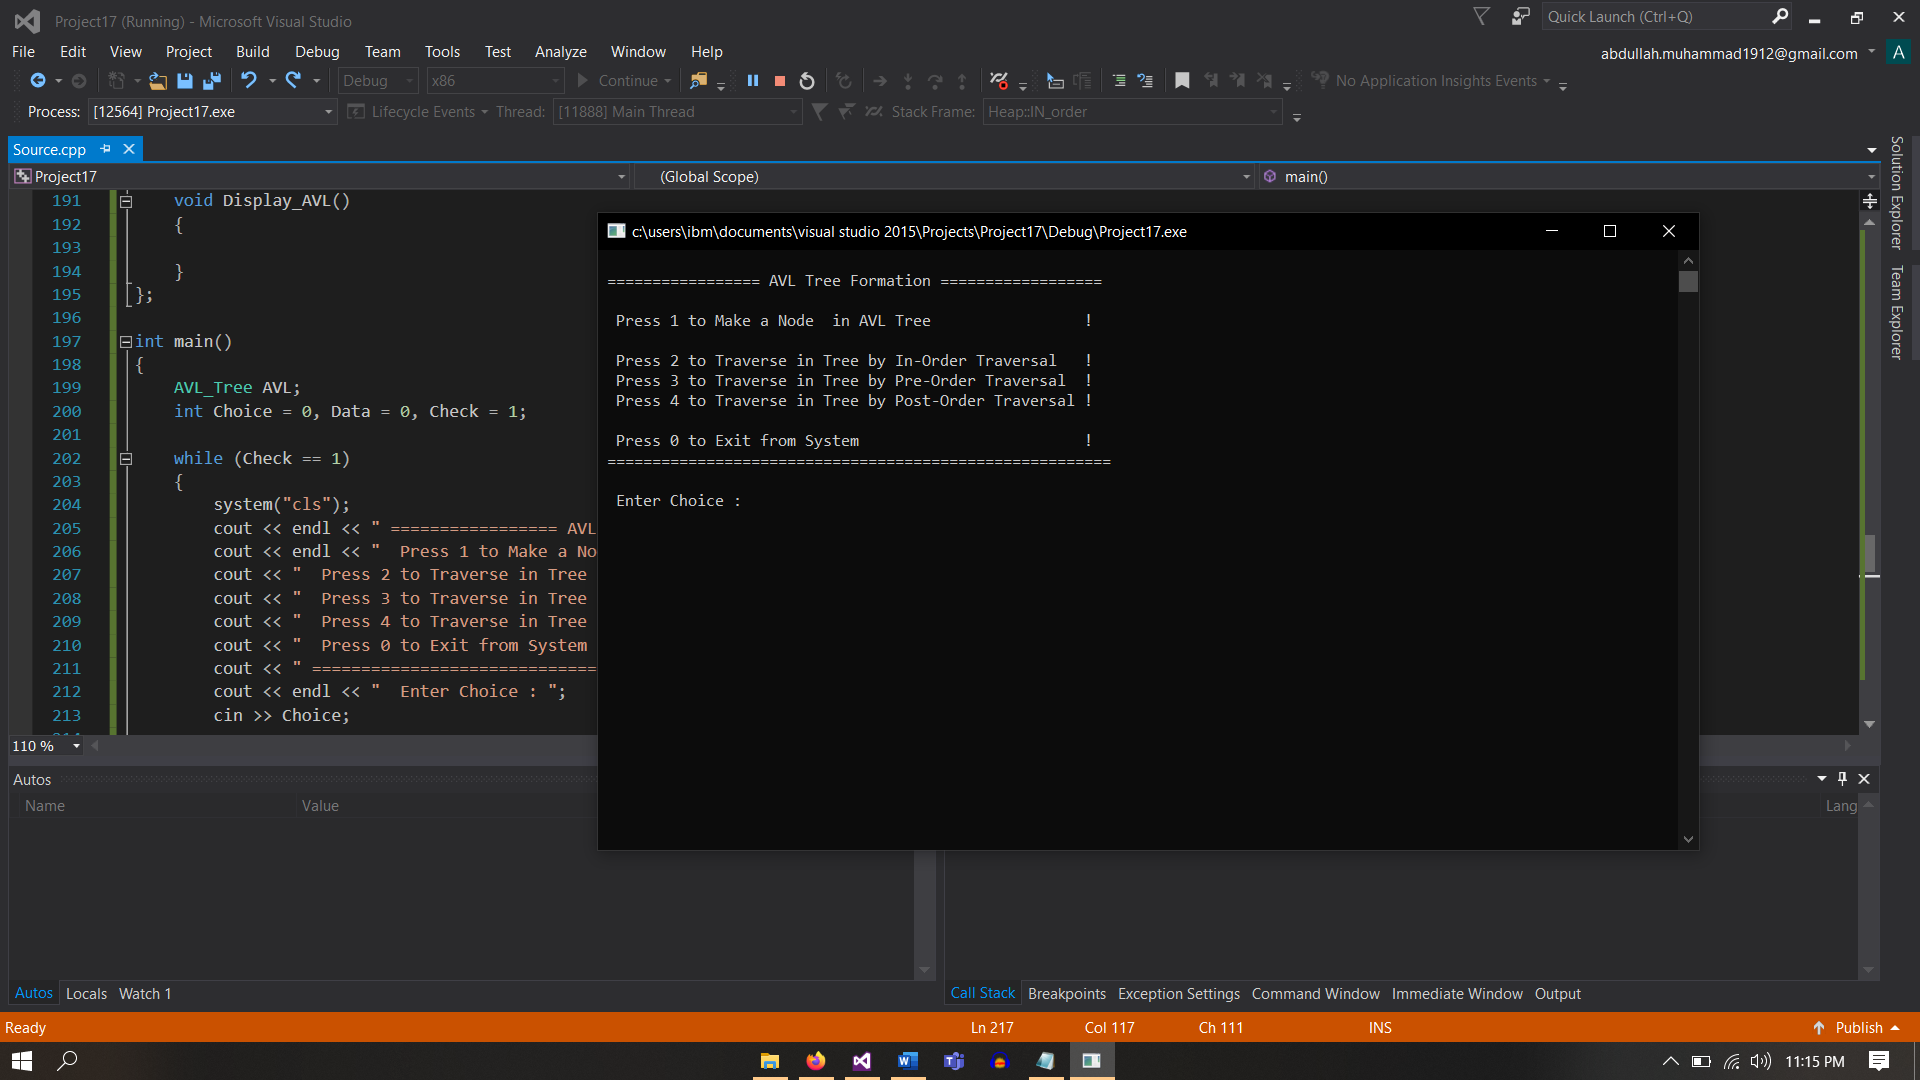 Project17 (Running) - Microsoft Visual Studio
Quick Launch (Ctrl+Q)
File Edit View Project Build Debug Team Tools Test Analyze Window Help
abdullah.muhammad1912@gmail.com A
Debug x86 Continue No Application Insights Events
Process: [12564] Project17.exe Lifecycle Events Thread: [11888] Main Thread Stack Frame: Heap::IN_order
Source.cpp
Project17 (Global Scope) main()
Solution Explorer
Team Explorer
191 void Display_AVL()
192 {
193
194 }
195 };
196
197 int main()
198 {
199 AVL_Tree AVL;
200 int Choice = 0, Data = 0, Check = 1;
201
202 while (Check == 1)
203 {
204 system("cls");
205 cout << endl << " ================= AVL
206 cout << endl << "  Press 1 to Make a No
207 cout << "  Press 2 to Traverse in Tree
208 cout << "  Press 3 to Traverse in Tree
209 cout << "  Press 4 to Traverse in Tree
210 cout << "  Press 0 to Exit from System
211 cout << " =============================
212 cout << endl << "  Enter Choice : ";
213 cin >> Choice;
c:\users\ibm\documents\visual studio 2015\Projects\Project17\Debug\Project17.exe
================= AVL Tree Formation ==================
Press 1 to Make a Node  in AVL Tree !
Press 2 to Traverse in Tree by In-Order Traversal !
Press 3 to Traverse in Tree by Pre-Order Traversal !
Press 4 to Traverse in Tree by Post-Order Traversal !
Press 0 to Exit from System !
========================================================
Enter Choice :
110 %
Autos
Name Value
Lang
Autos Locals Watch 1
Call Stack Breakpoints Exception Settings Command Window Immediate Window Output
Ready Ln 217 Col 117 Ch 111 INS Publish
11:15 PM